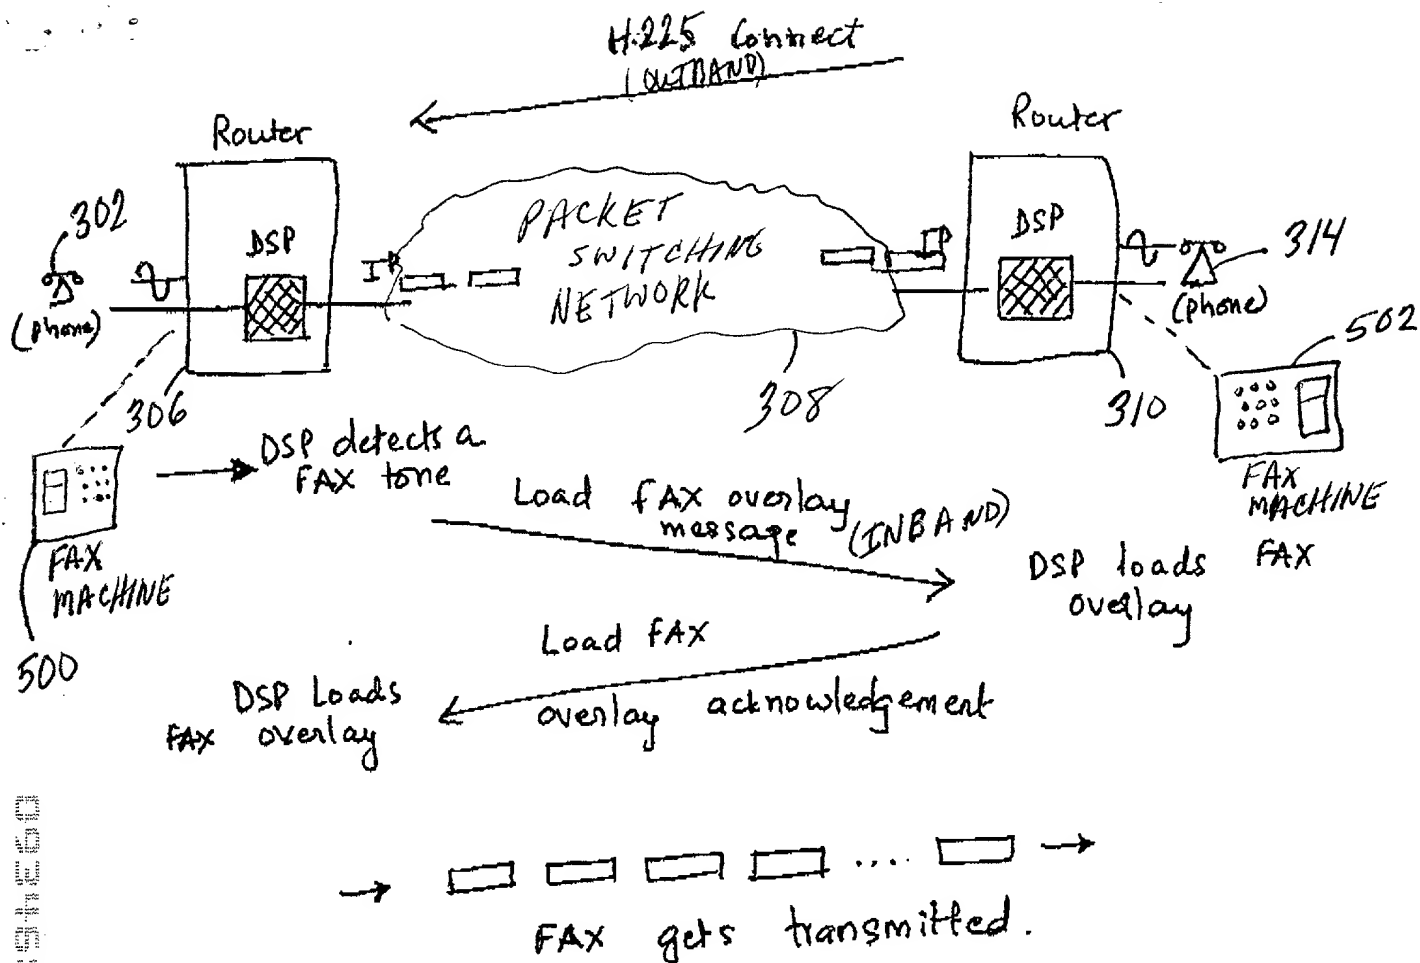 H.225 Connect
(OUTBAND)
Router
Router
302
DSP
IP
PACKET
SWITCHING
NETWORK
IP
DSP
314
(phone)
(phone)
502
306
308
310
DSP detects a
FAX tone
Load FAX overlay
message (INBAND)
FAX
MACHINE
FAX
MACHINE
500
DSP loads FAX
overlay
Load FAX
overlay acknowledgement
DSP Loads
FAX overlay
....
FAX gets transmitted.